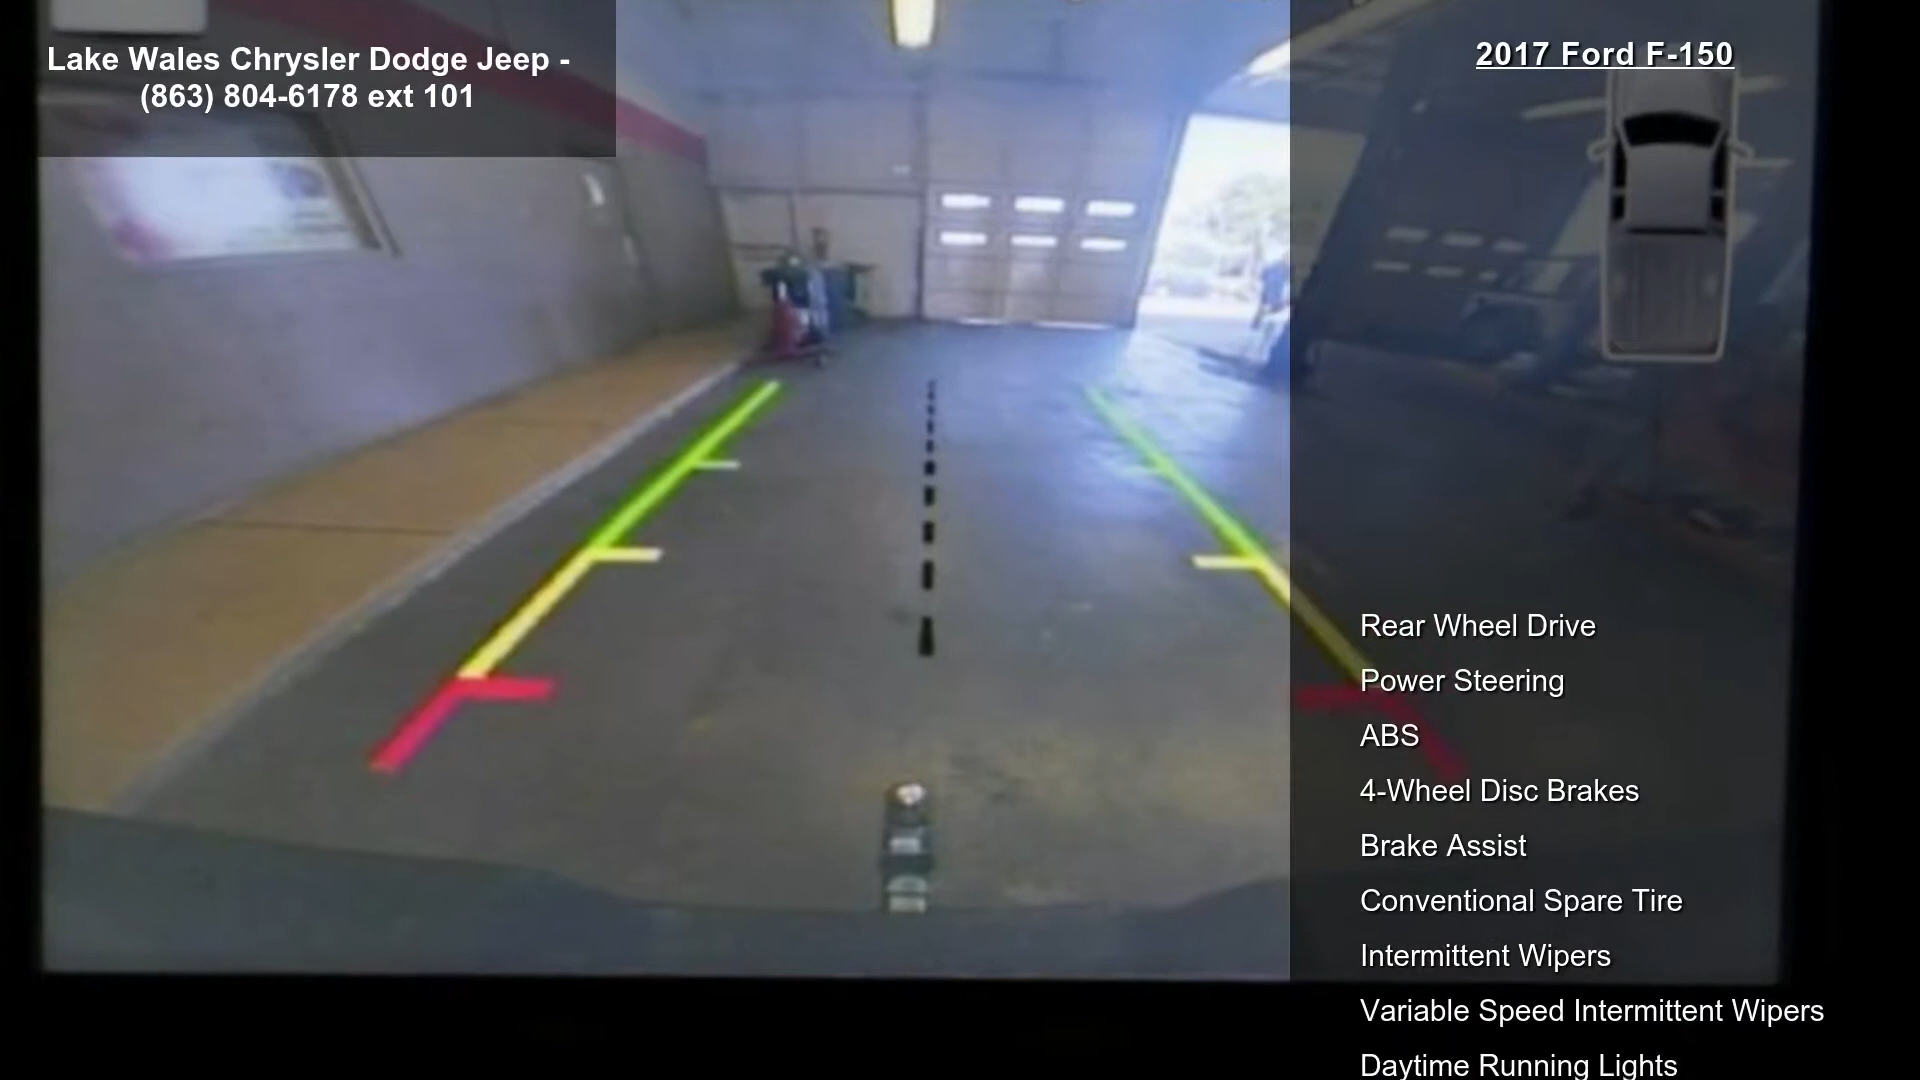 Lake Wales Chrysler Dodge Jeep -
(863) 804-6178 ext 101
2017 Ford F-150
Rear Wheel Drive
Power Steering
ABS
4-Wheel Disc Brakes
Brake Assist
Conventional Spare Tire
Intermittent Wipers
Variable Speed Intermittent Wipers
Daytime Running Lights